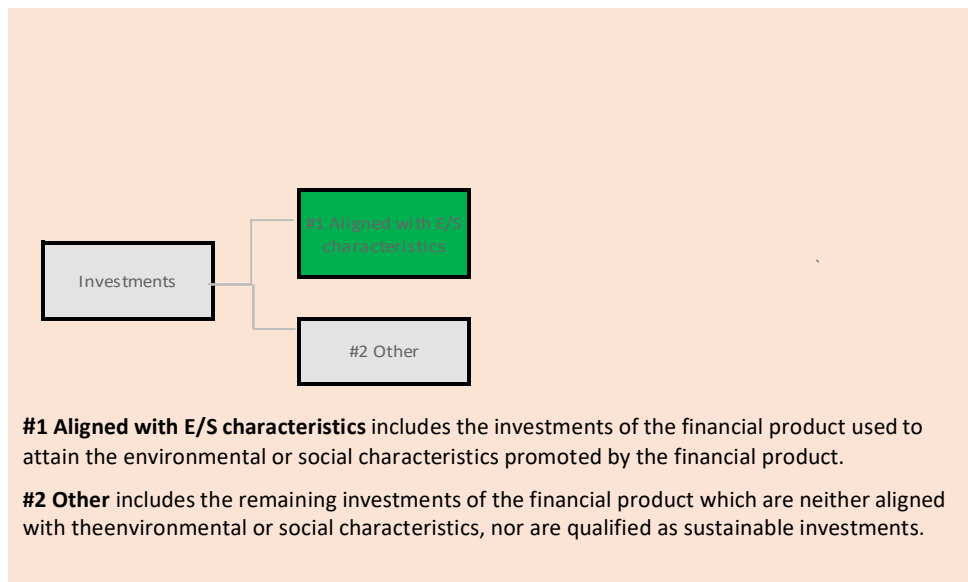 #1 Aligned with E/S
characteristics
Investments
`
#2 Other
#1 Aligned with E/S characteristics includes the investments of the financial product used to
attain the environmental or social characteristics promoted by the financial product.
#2 Other includes the remaining investments of the financial product which are neither aligned
with theenvironmental or social characteristics, nor are qualified as sustainable investments.